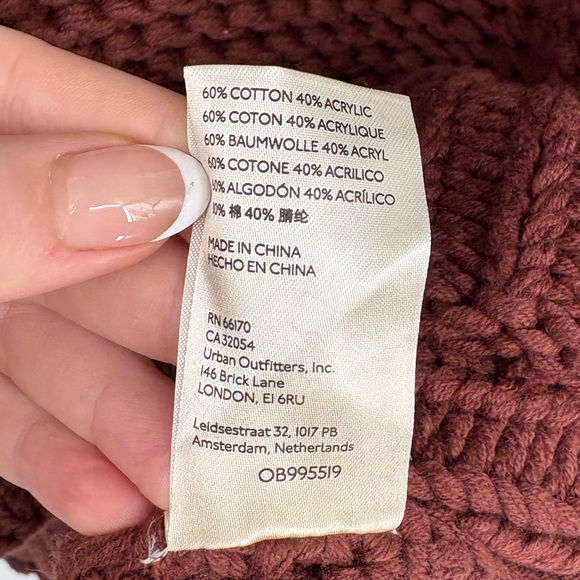 60% COTTON 40% ACRYLIC
60% COTON 40% ACRYLIQUE
60% BAUMWOLLE 40% ACRYL
60% COTONE 40% ACRILICO
60% ALGODÓN 40% ACRÍLICO
棉 40% 腈纶
MADE IN CHINA
HECHO EN CHINA
RN 66170
CA 32054
Urban Outfitters, Inc.
146 Brick Lane
LONDON, E1 6RU
Leidsestraat 32, 1017 PB
Amsterdam, Netherlands
OB995519